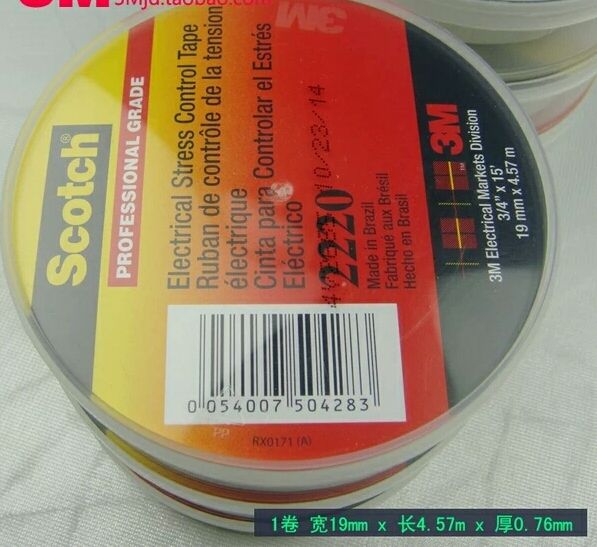 3M
3Mjd.taobao.com
Scotch®
PROFESSIONAL GRADE
Electrical Stress Control Tape
Ruban de contrôle de la tension
électrique
Cinta para Controlar el Estrés
Eléctrico
2220
10/23/14
Made in Brazil
Fabriqué aux Brésil
Hecho en Brasil
3M
3M
3M Electrical Markets Division
3/4" x 15'
19 mm x 4.57 m
0 054007 504283
RX0171 (A)
1卷 宽19mm x 长4.57m x 厚0.76mm